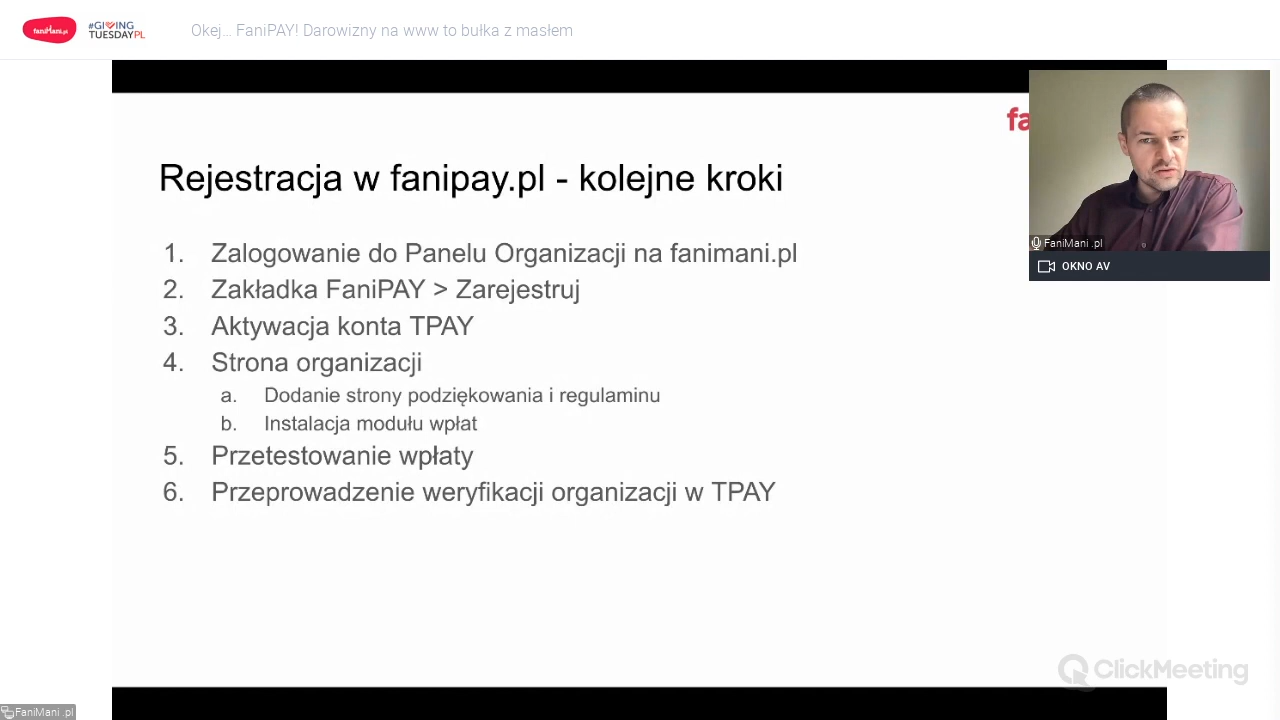 faniMani.pl
#GIVING
TUESDAYPL
Okej... FaniPAY! Darowizny na www to bułka z masłem
fa
Rejestracja w fanipay.pl - kolejne kroki
1. Zalogowanie do Panelu Organizacji na fanimani.pl
2. Zakładka FaniPAY > Zarejestruj
3. Aktywacja konta TPAY
4. Strona organizacji
a. Dodanie strony podziękowania i regulaminu
b. Instalacja modułu wpłat
5. Przetestowanie wpłaty
6. Przeprowadzenie weryfikacji organizacji w TPAY
FaniMani .pl
OKNO AV
ClickMeeting
FaniMani .pl